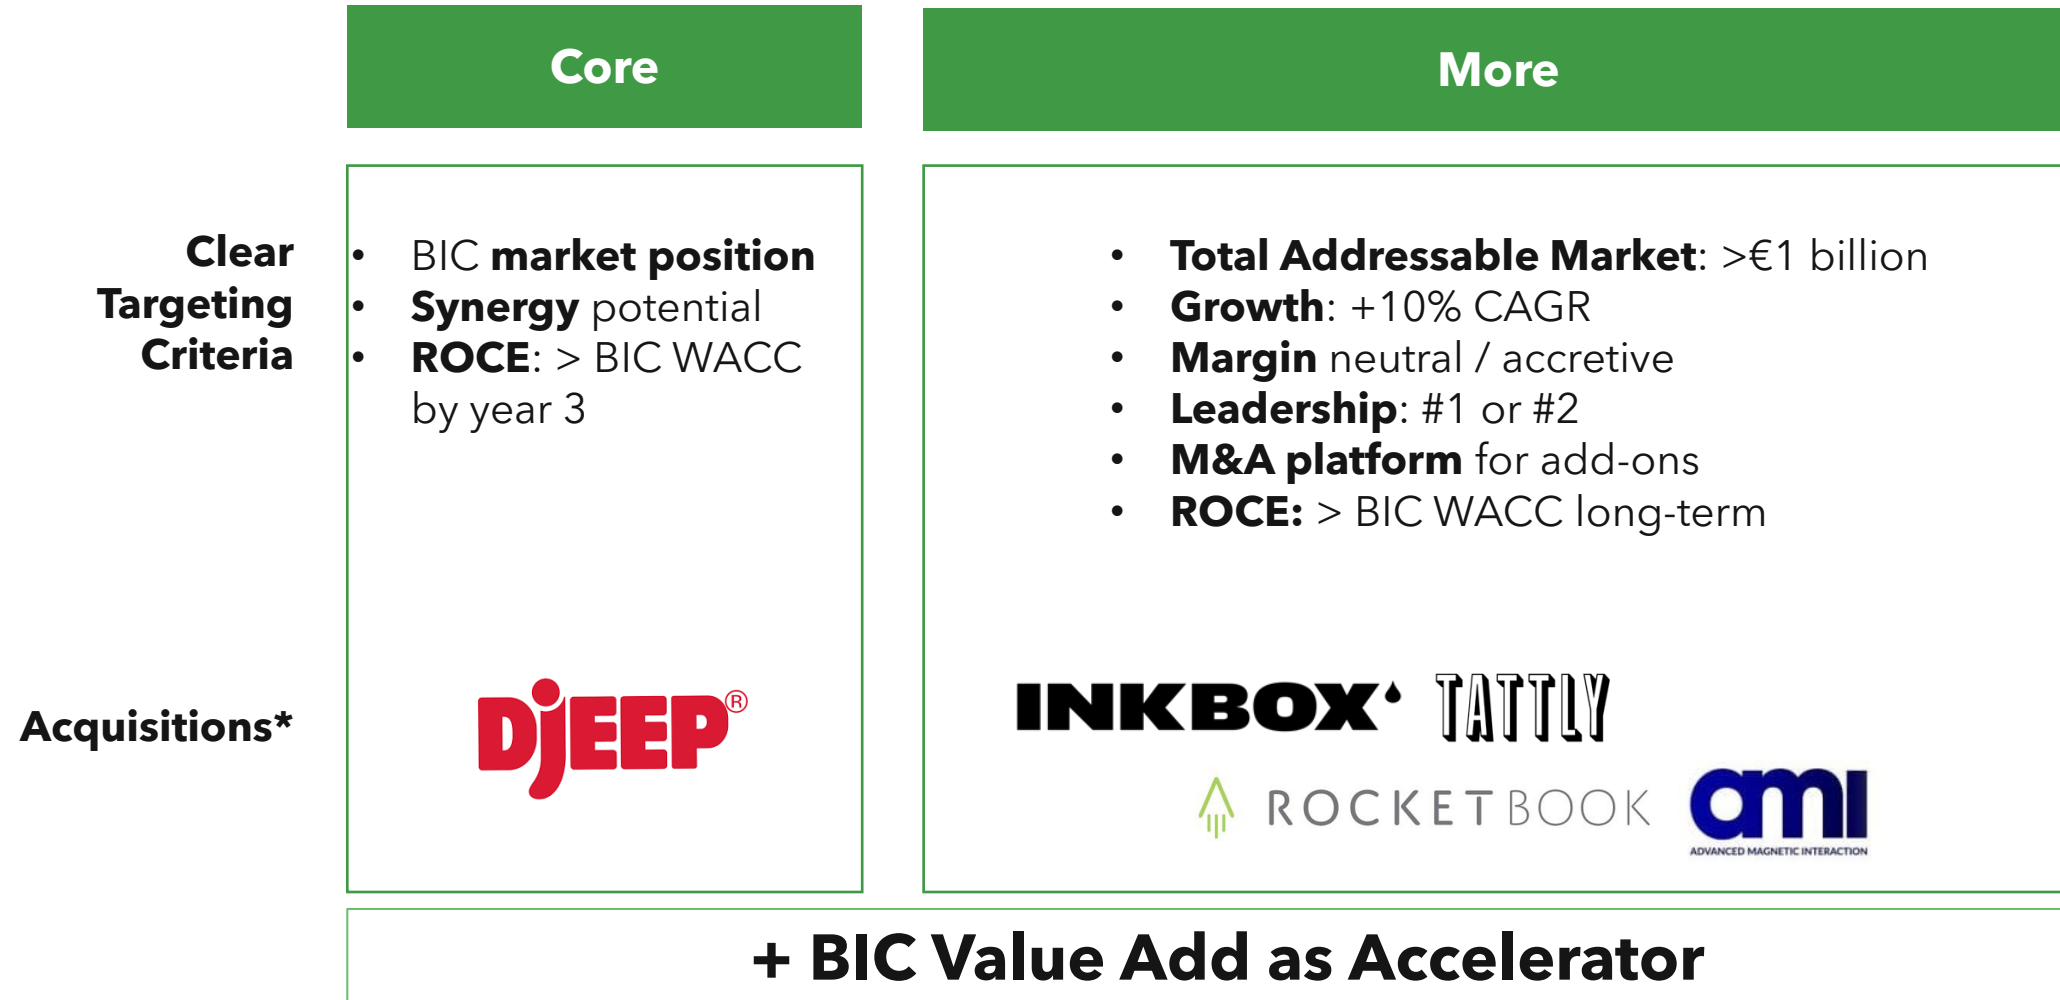 Core
More
Clear
Targeting
Criteria
• BIC market position
• Synergy potential
• ROCE: > BIC WACC
by year 3
• Total Addressable Market: >€1 billion
• Growth: +10% CAGR
• Margin neutral / accretive
• Leadership: #1 or #2
• M&A platform for add-ons
• ROCE: > BIC WACC long-term
Acquisitions*
DjEEP®
INKBOX
TATTLY
ROCKETBOOK
ami
ADVANCED MAGNETIC INTERACTION
+ BIC Value Add as Accelerator